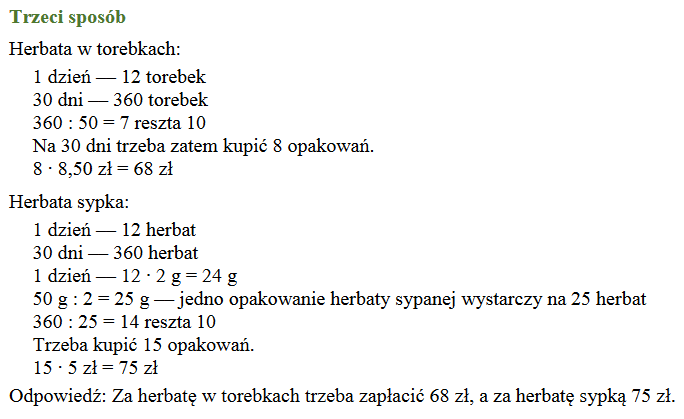 Trzeci sposób
Herbata w torebkach:
1 dzień — 12 torebek
30 dni — 360 torebek
360 : 50 = 7 reszta 10
Na 30 dni trzeba zatem kupić 8 opakowań.
8 · 8,50 zł = 68 zł
Herbata sypka:
1 dzień — 12 herbat
30 dni — 360 herbat
1 dzień — 12 · 2 g = 24 g
50 g : 2 = 25 g — jedno opakowanie herbaty sypanej wystarczy na 25 herbat
360 : 25 = 14 reszta 10
Trzeba kupić 15 opakowań.
15 · 5 zł = 75 zł
Odpowiedź: Za herbatę w torebkach trzeba zapłacić 68 zł, a za herbatę sypką 75 zł.